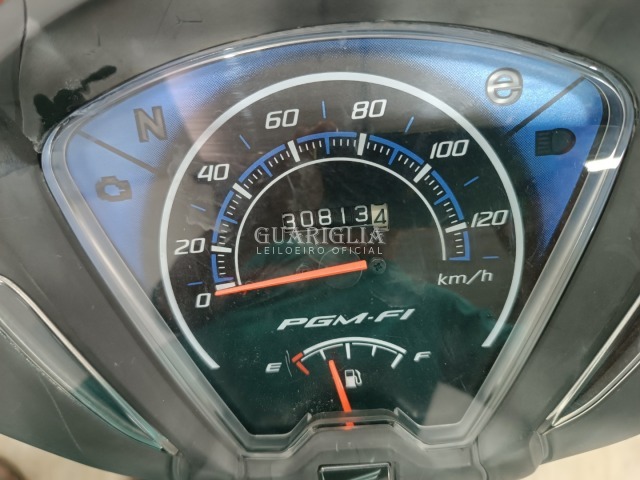 N
e
60 80
40 100
308134
20 120
GUARIGLIA
LEILOEIRO OFICIAL
0 km/h
PGM-FI
E F